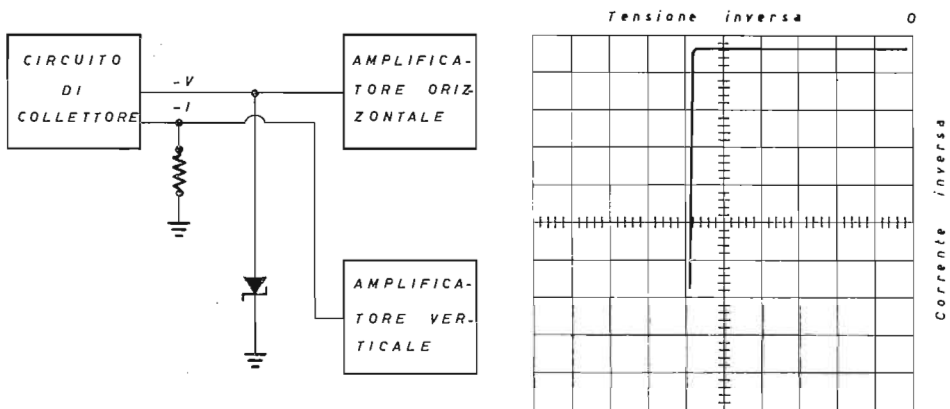 CIRCUITO
DI
COLLETTORE
-V
-I
AMPLIFICA-
TORE ORIZ-
ZONTALE
AMPLIFICA-
TORE VER-
TICALE
Tensione inversa 0
Corrente inversa